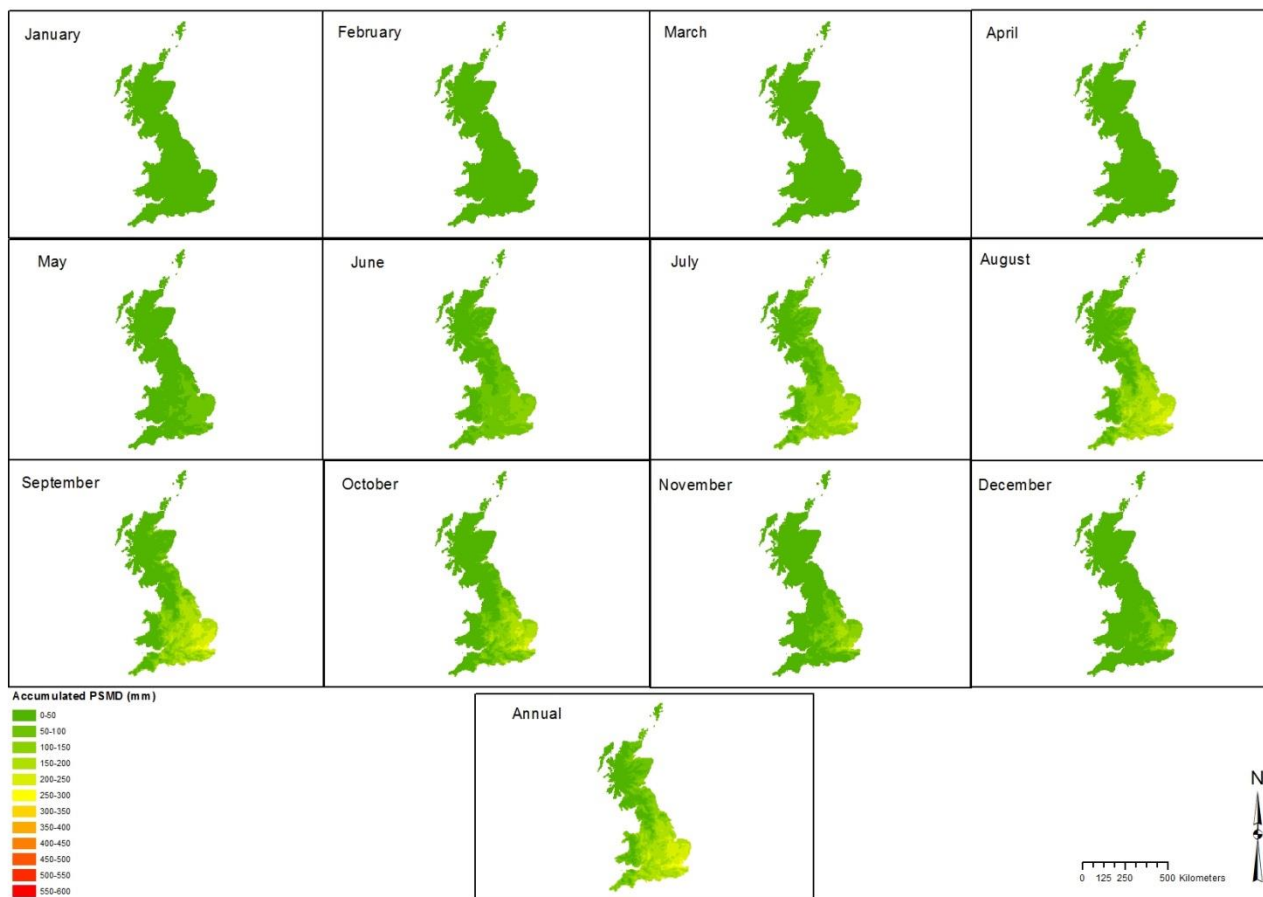 January
February
March
April
May
June
July
August
September
October
November
December
Accumulated PSMD (mm)
0-50
50-100
100-150
150-200
200-250
250-300
300-350
350-400
400-450
450-500
500-550
550-600
Annual
N
0 125 250 500 Kilometers